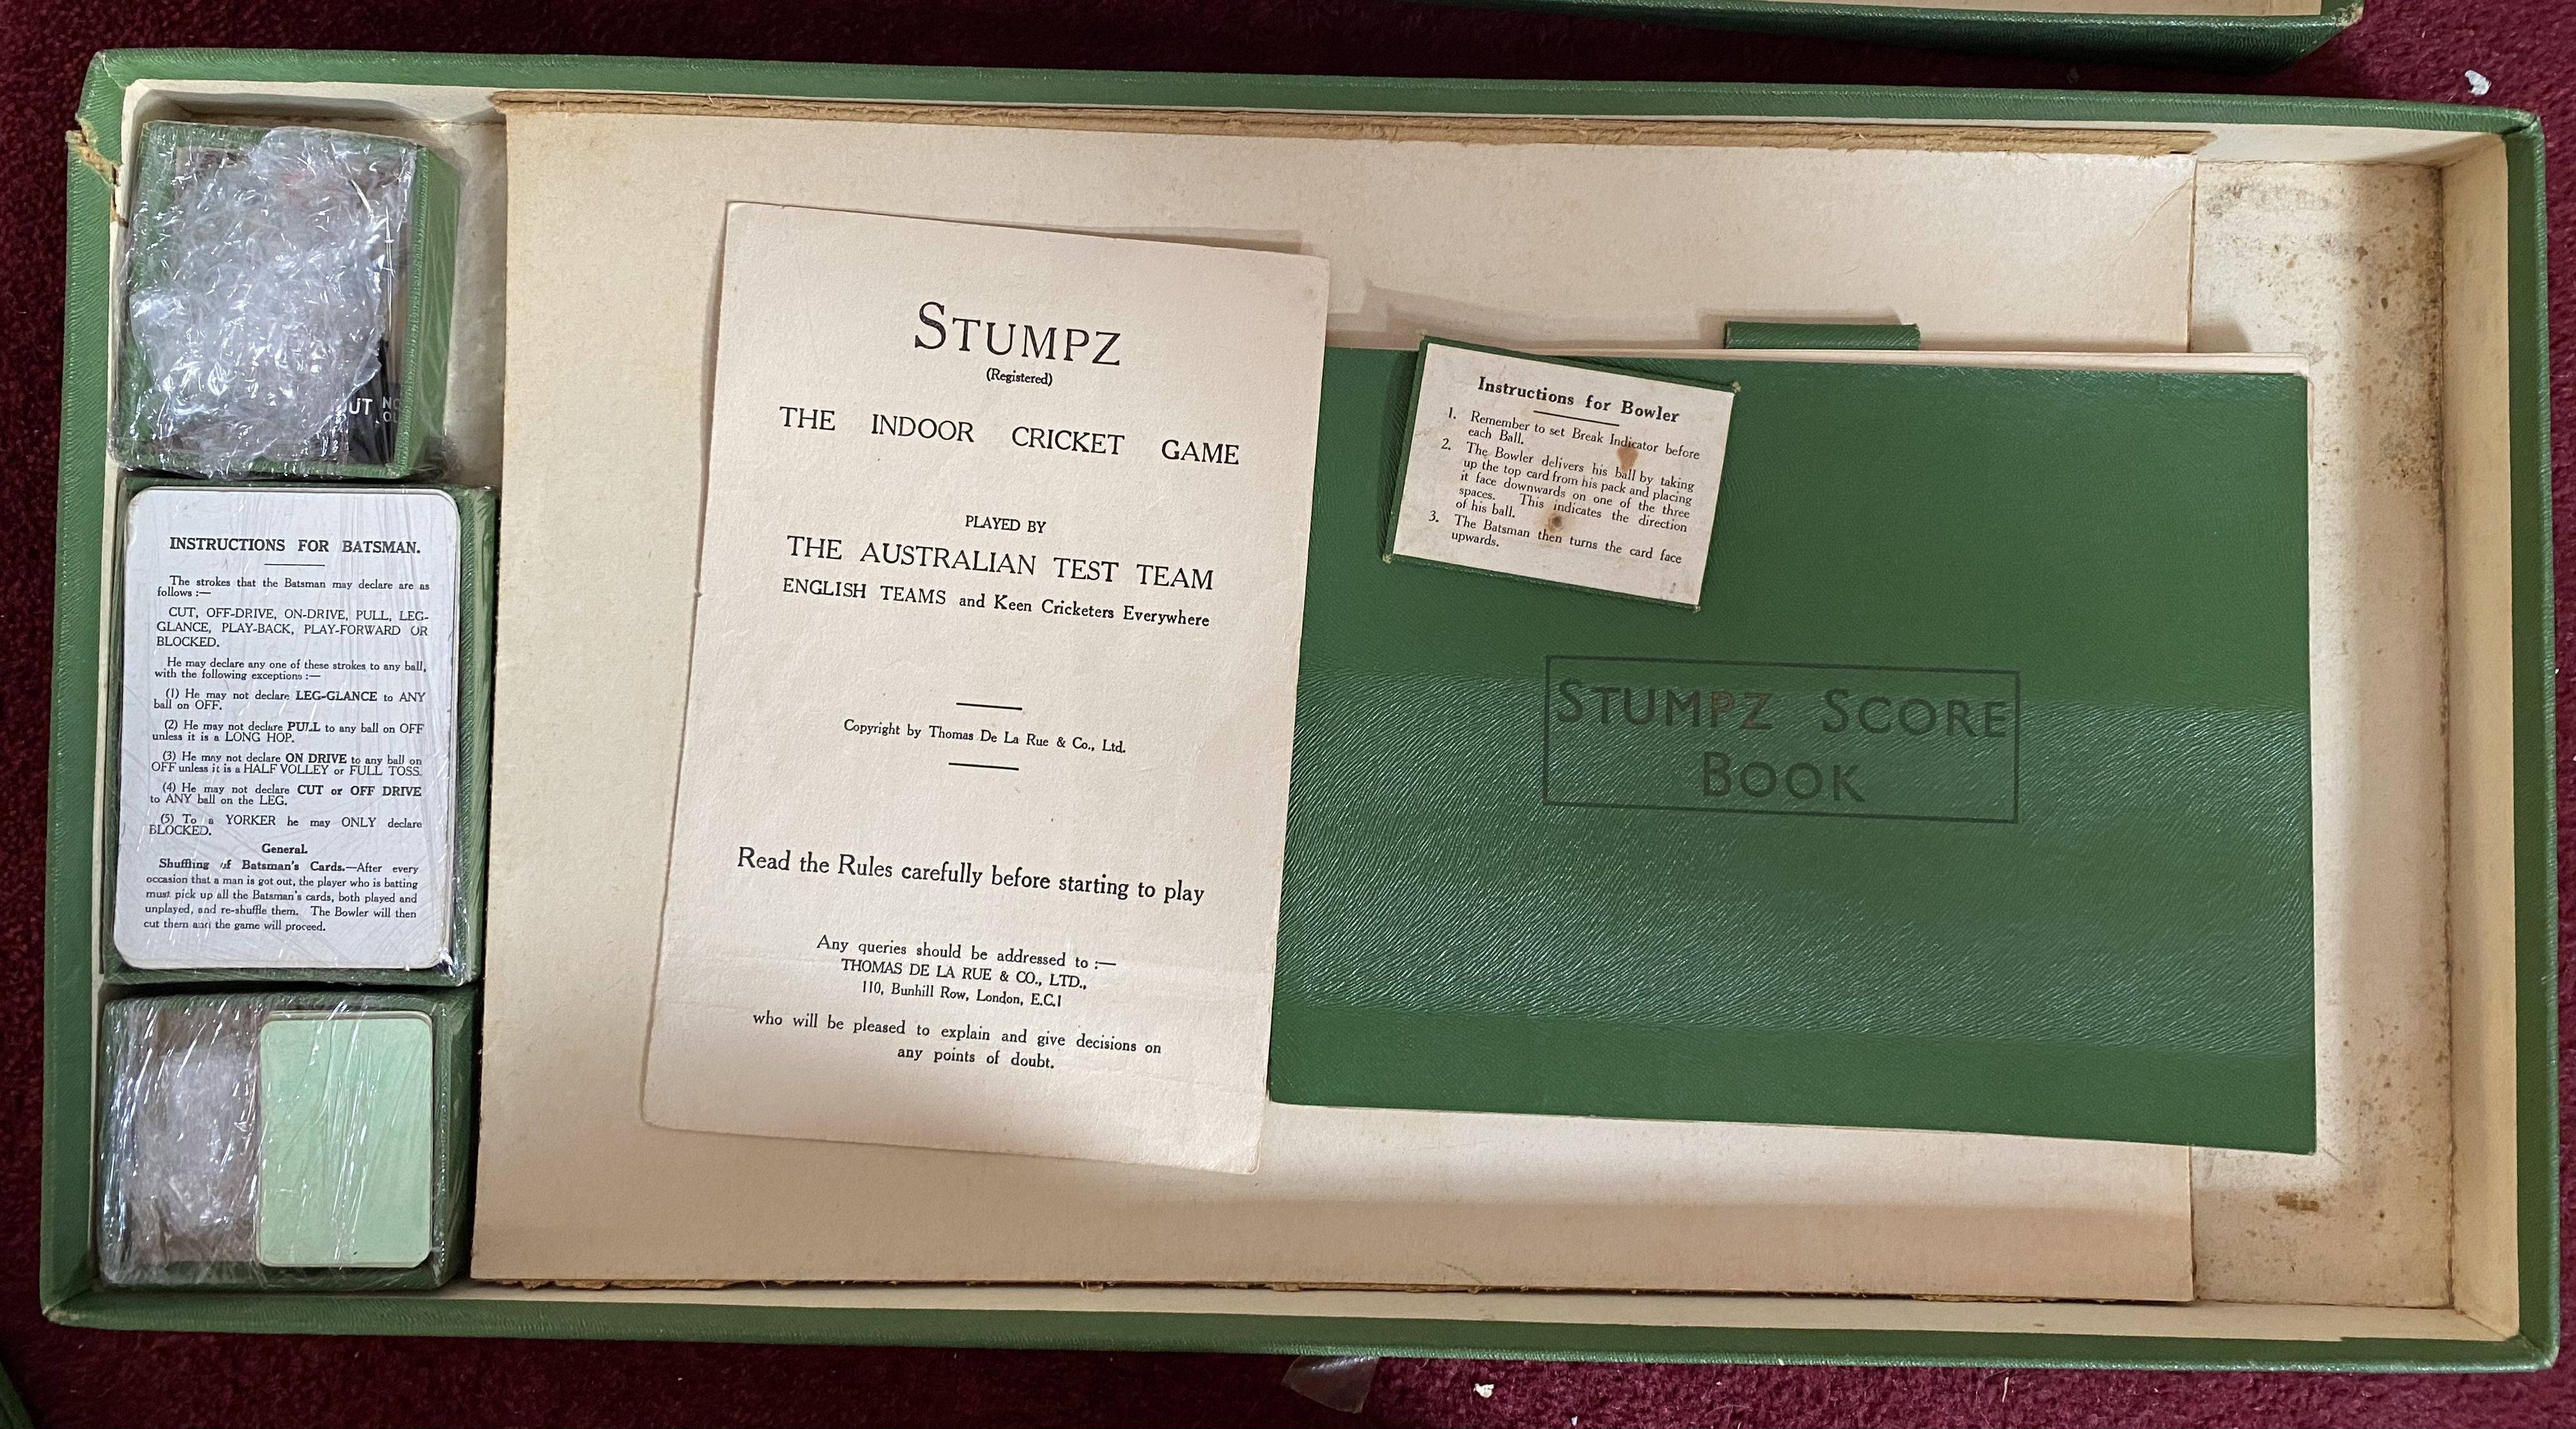 UT NO
OU
INSTRUCTIONS FOR BATSMAN.
The strokes that the Batsman may declare are as
follows :—
CUT, OFF-DRIVE, ON-DRIVE, PULL, LEG-
GLANCE, PLAY-BACK, PLAY-FORWARD OR
BLOCKED.
He may declare any one of these strokes to any ball,
with the following exceptions :—
(1) He may not declare LEG-GLANCE to ANY
ball on OFF.
(2) He may not declare PULL to any ball on OFF
unless it is a LONG HOP.
(3) He may not declare ON DRIVE to any ball on
OFF unless it is a HALF VOLLEY or FULL TOSS.
(4) He may not declare CUT or OFF DRIVE
to ANY ball on the LEG.
(5) To a YORKER he may ONLY declare
BLOCKED.
General.
Shuffling of Batsman's Cards.—After every
occasion that a man is got out, the player who is batting
must pick up all the Batsman's cards, both played and
unplayed, and re-shuffle them. The Bowler will then
cut them and the game will proceed.
STUMPZ
(Registered)
THE INDOOR CRICKET GAME
PLAYED BY
THE AUSTRALIAN TEST TEAM
ENGLISH TEAMS and Keen Cricketers Everywhere
Copyright by Thomas De La Rue & Co., Ltd.
Read the Rules carefully before starting to play
Any queries should be addressed to :—
THOMAS DE LA RUE & CO., LTD.,
110, Bunhill Row, London, E.C.1
who will be pleased to explain and give decisions on
any points of doubt.
Instructions for Bowler
1. Remember to set Break Indicator before
each Ball.
2. The Bowler delivers his ball by taking
up the top card from his pack and placing
it face downwards on one of the three
spaces. This indicates the direction
of his ball.
3. The Batsman then turns the card face
upwards.
STUMPZ SCORE
BOOK